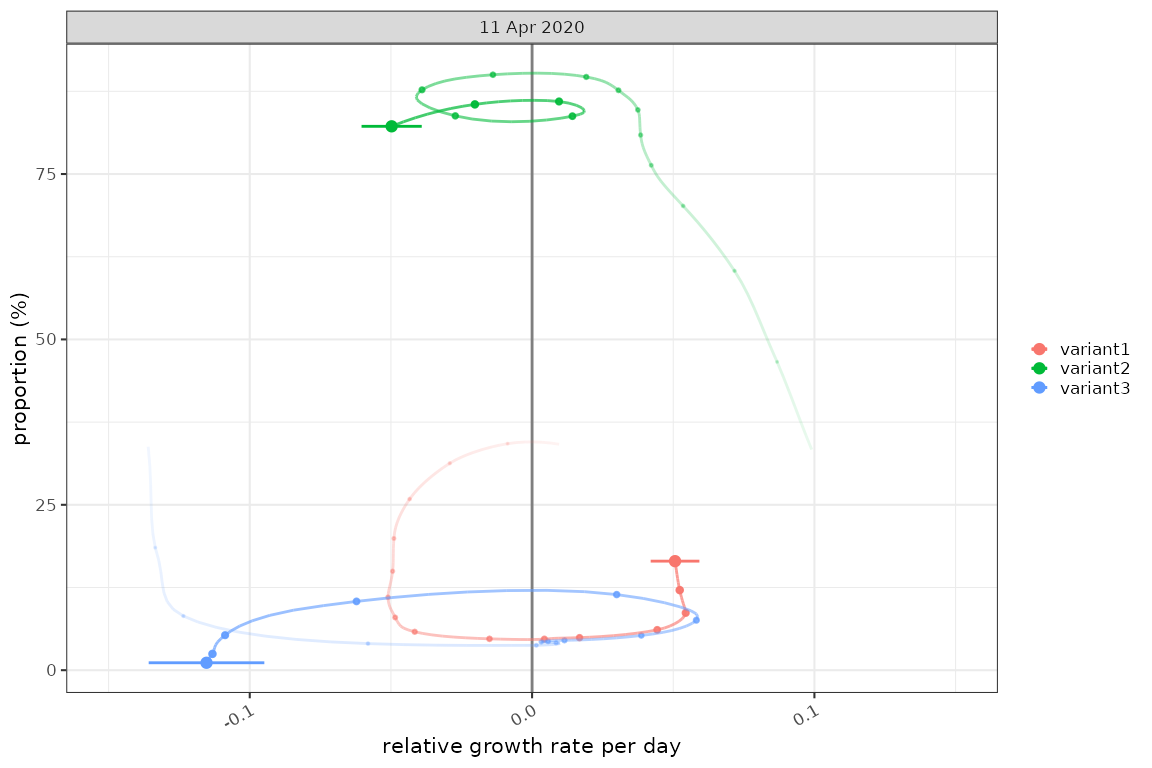 11 Apr 2020
proportion (%)
75
50
25
0
-0.1
0.0
0.1
relative growth rate per day
variant1
variant2
variant3